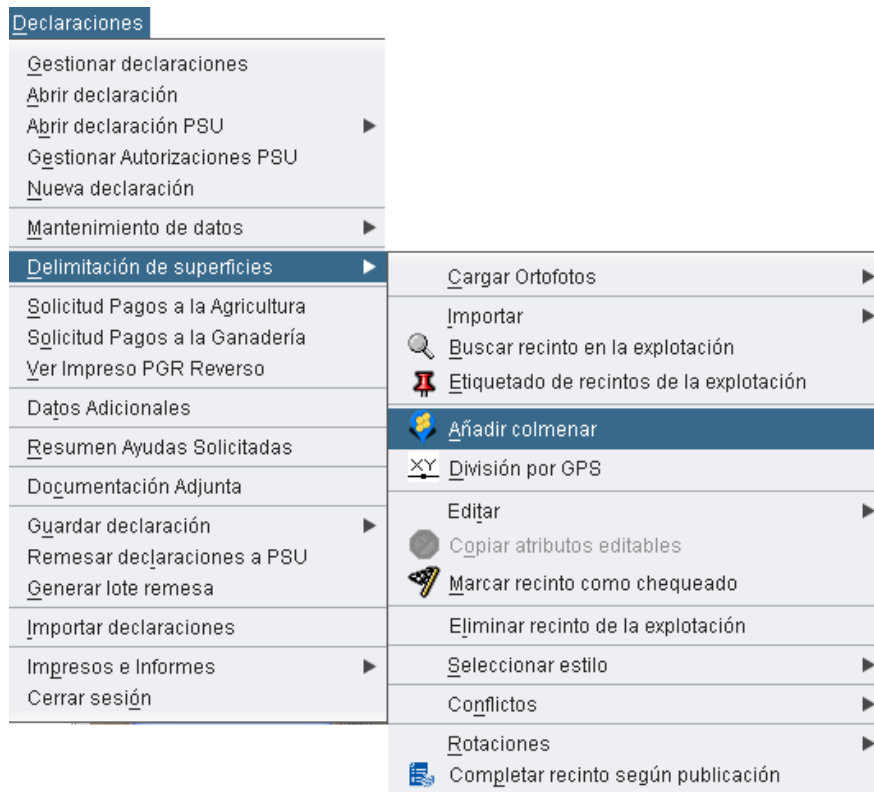 Declaraciones
Gestionar declaraciones
Abrir declaración
Abrir declaración PSU
Gestionar Autorizaciones PSU
Nueva declaración
Mantenimiento de datos
Delimitación de superficies
Solicitud Pagos a la Agricultura
Solicitud Pagos a la Ganadería
Ver Impreso PGR Reverso
Datos Adicionales
Resumen Ayudas Solicitadas
Documentación Adjunta
Guardar declaración
Remesar declaraciones a PSU
Generar lote remesa
Importar declaraciones
Impresos e Informes
Cerrar sesión
Cargar Ortofotos
Importar
Buscar recinto en la explotación
Etiquetado de recintos de la explotación
Añadir colmenar
XY División por GPS
Editar
Copiar atributos editables
Marcar recinto como chequeado
Eliminar recinto de la explotación
Seleccionar estilo
Conflictos
Rotaciones
Completar recinto según publicación